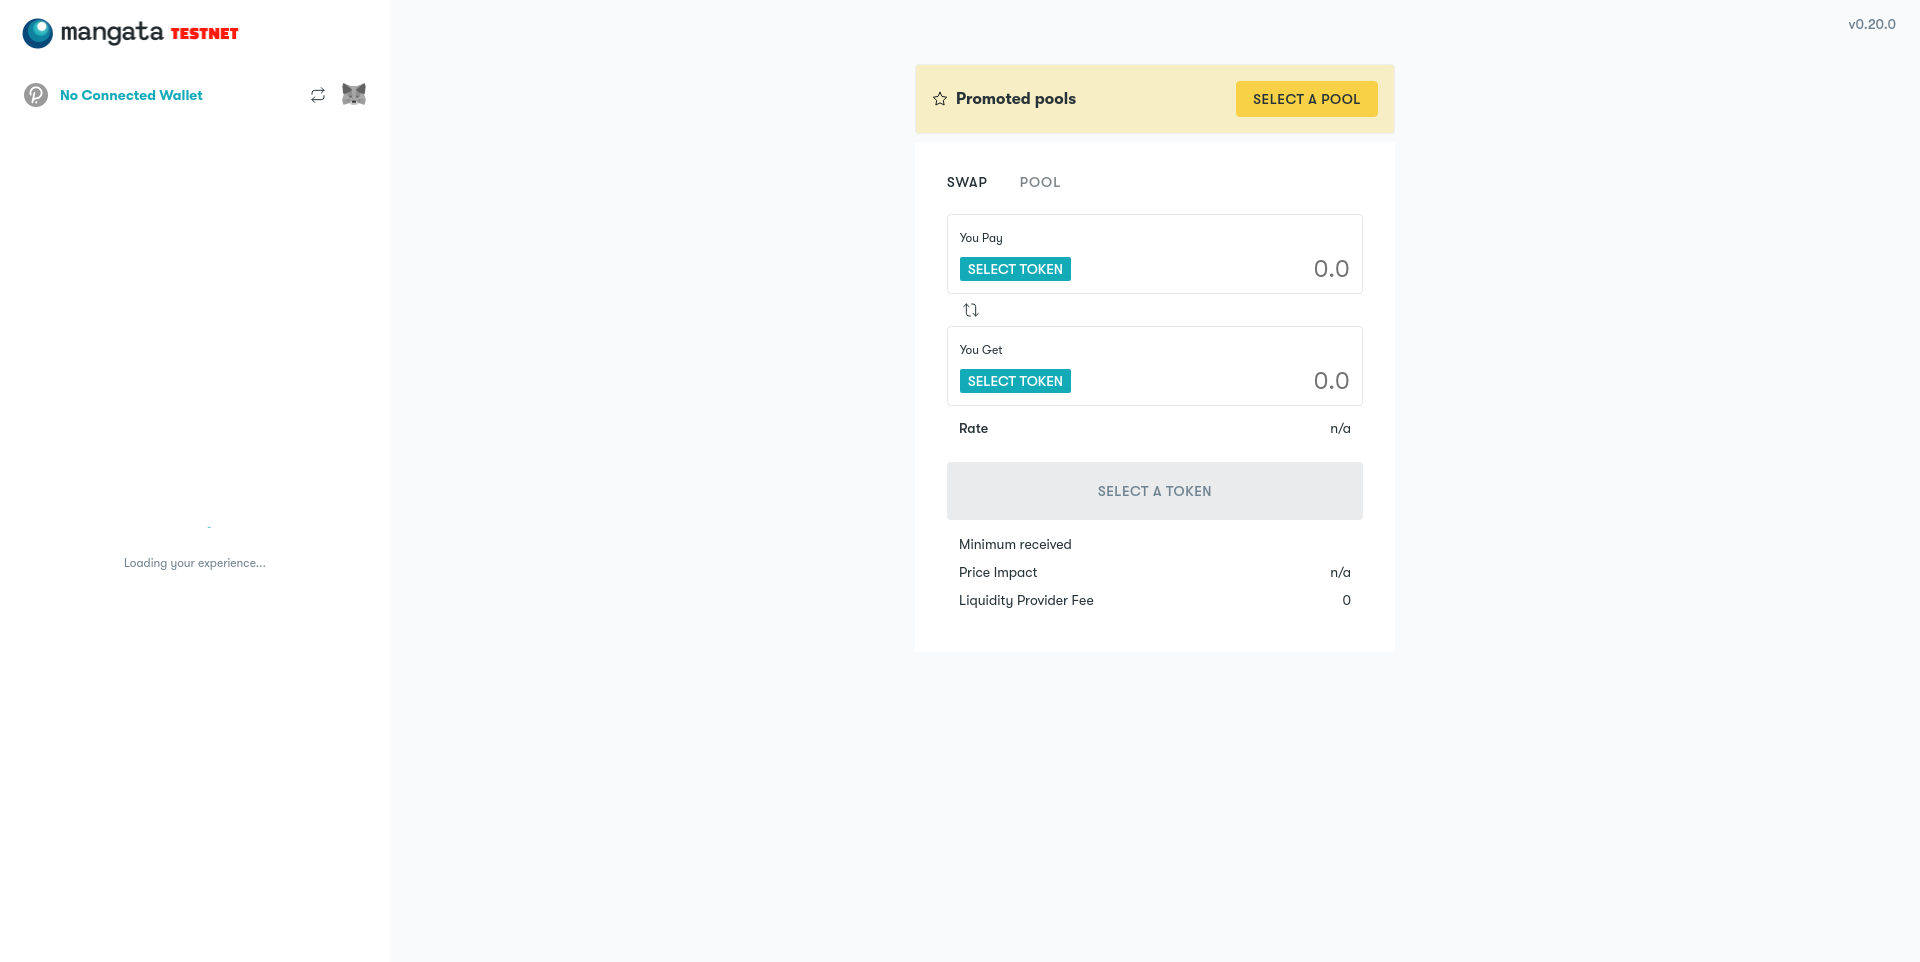 mangata TESTNET
v0.20.0
No Connected Wallet
Promoted pools
SELECT A POOL
SWAP
POOL
You Pay
SELECT TOKEN
0.0
You Get
SELECT TOKEN
0.0
Rate
n/a
SELECT A TOKEN
Minimum received
Price Impact
n/a
Liquidity Provider Fee
0
-
Loading your experience...